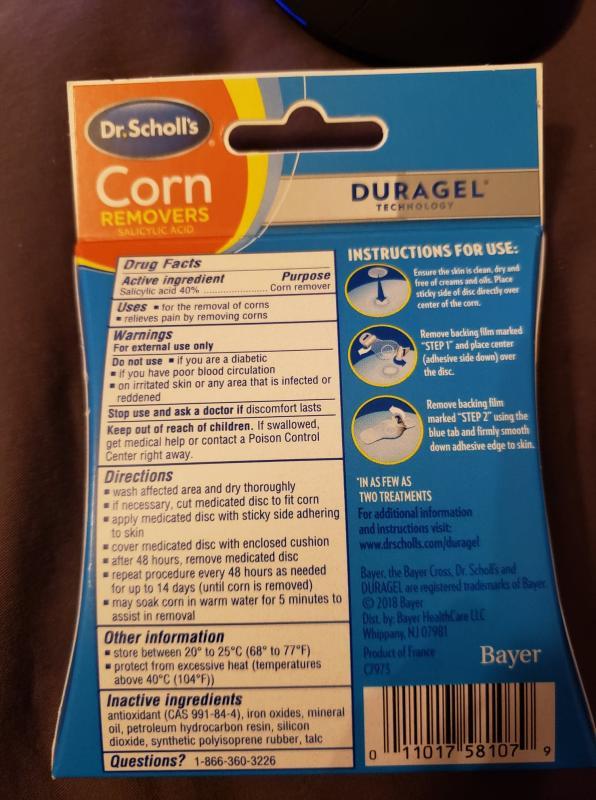 Dr. Scholl's
Corn
REMOVERS
SALICYLIC ACID
DURAGEL®
TECHNOLOGY
Drug Facts
Active ingredient Purpose
Salicylic acid 40% ........................ Corn remover
Uses ▪ for the removal of corns
▪ relieves pain by removing corns
Warnings
For external use only
Do not use ▪ if you are a diabetic
▪ if you have poor blood circulation
▪ on irritated skin or any area that is infected or
reddened
Stop use and ask a doctor if discomfort lasts
Keep out of reach of children. If swallowed,
get medical help or contact a Poison Control
Center right away.
Directions
▪ wash affected area and dry thoroughly
▪ if necessary, cut medicated disc to fit corn
▪ apply medicated disc with sticky side adhering
to skin
▪ cover medicated disc with enclosed cushion
▪ after 48 hours, remove medicated disc
▪ repeat procedure every 48 hours as needed
for up to 14 days (until corn is removed)
▪ may soak corn in warm water for 5 minutes to
assist in removal
Other information
▪ store between 20° to 25°C (68° to 77°F)
▪ protect from excessive heat (temperatures
above 40°C (104°F))
Inactive ingredients
antioxidant (CAS 991-84-4), iron oxides, mineral
oil, petroleum hydrocarbon resin, silicon
dioxide, synthetic polyisoprene rubber, talc
Questions? 1-866-360-3226
INSTRUCTIONS FOR USE:
Ensure the skin is clean, dry and
free of creams and oils. Place
sticky side of disc directly over
center of the corn.
Remove backing film marked
"STEP 1" and place center
(adhesive side down) over
the disc.
Remove backing film
marked "STEP 2" using the
blue tab and firmly smooth
down adhesive edge to skin.
*IN AS FEW AS
TWO TREATMENTS
For additional information
and instructions visit:
www.drscholls.com/duragel
Bayer, the Bayer Cross, Dr. Scholl's and
DURAGEL are registered trademarks of Bayer.
© 2018 Bayer
Dist. by: Bayer HealthCare LLC
Whippany, NJ 07981
Product of France
C7973
Bayer
0 11017 58107 9